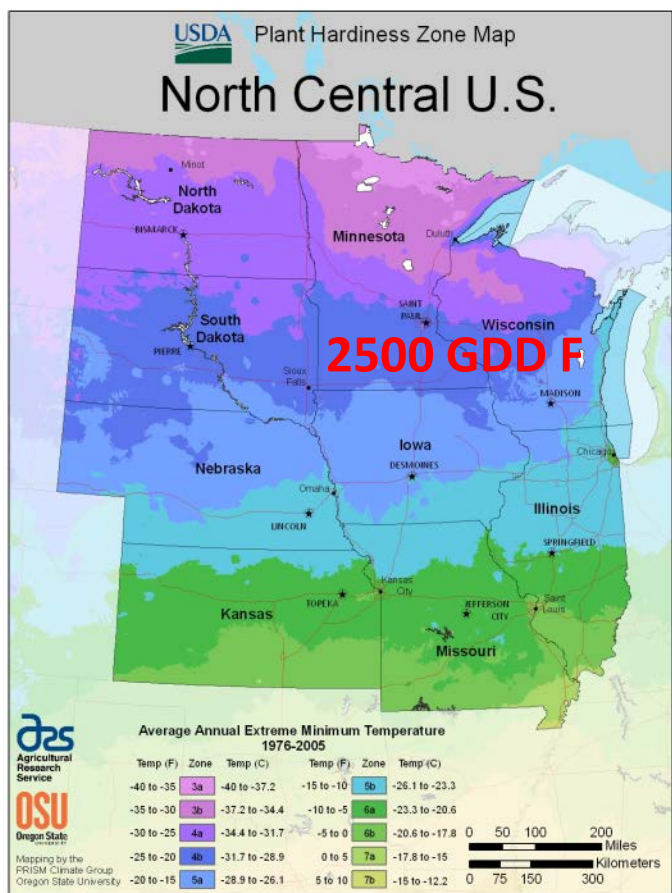 USDA Plant Hardiness Zone Map
North Central U.S.
Minot
North
Dakota
BISMARCK
Minnesota
Duluth
South
Dakota
PIERRE
SAINT
PAUL
Wisconsin
2500 GDD F
Sioux
Falls
MADISON
Iowa
Nebraska
DESMOINES
Chicago
Omaha
LINCOLN
Illinois
SPRINGFIELD
Kansas
City
TOPEKA
Kansas
JEFFERSON
CITY
Saint
Louis
Missouri
Agricultural
Research
Service
OSU
Oregon State
University
Mapping by the
PRISM Climate Group
Oregon State University
Average Annual Extreme Minimum Temperature
1976-2005
Temp (F) Zone Temp (C) Temp (F) Zone Temp (C)
-40 to -35 3a -40 to -37.2 -15 to -10 5b -26.1 to -23.3
-35 to -30 3b -37.2 to -34.4 -10 to -5 6a -23.3 to -20.6
-30 to -25 4a -34.4 to -31.7 -5 to 0 6b -20.6 to -17.8
-25 to -20 4b -31.7 to -28.9 0 to 5 7a -17.8 to -15
-20 to -15 5a -28.9 to -26.1 5 to 10 7b -15 to -12.2
0 50 100 200
Miles
Kilometers
0 75 150 300